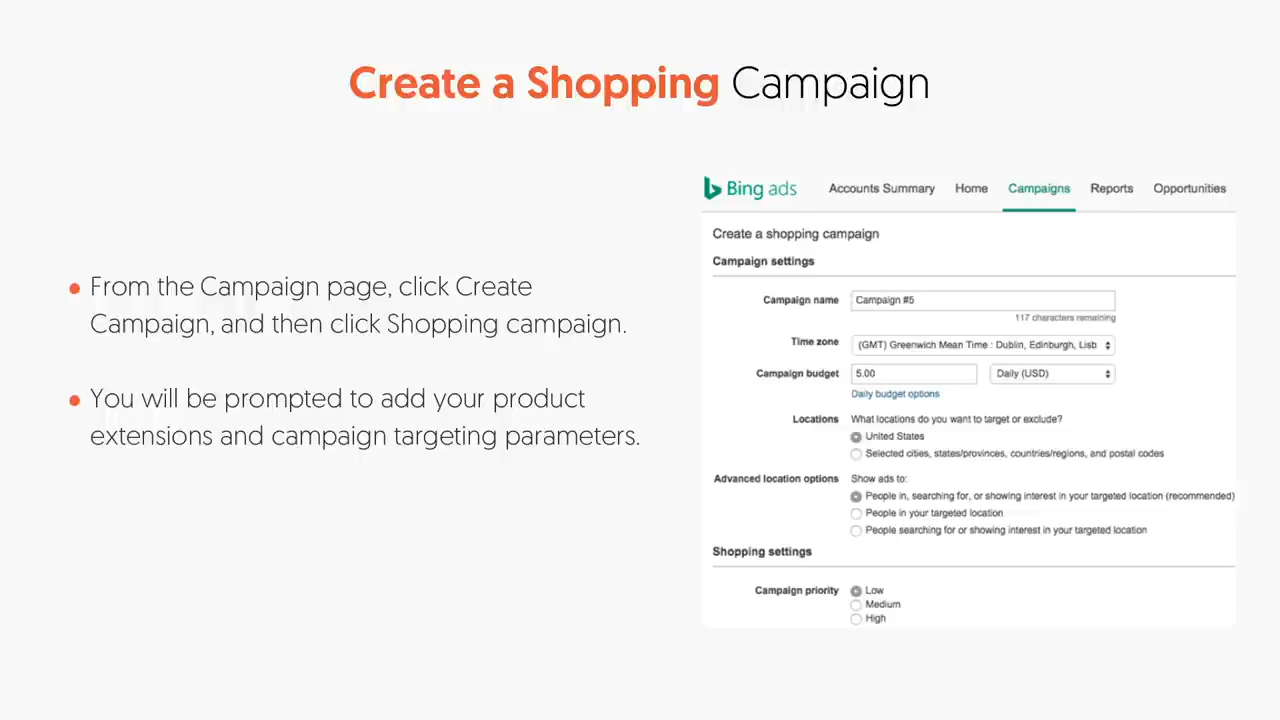 Create a Shopping Campaign
• From the Campaign page, click Create
Campaign, and then click Shopping campaign.
• You will be prompted to add your product
extensions and campaign targeting parameters.
Bing ads Accounts Summary Home Campaigns Reports Opportunities
Create a shopping campaign
Campaign settings
Campaign name Campaign #5
117 characters remaining
Time zone (GMT) Greenwich Mean Time : Dublin, Edinburgh, Lisb
Campaign budget 5.00 Daily (USD)
Daily budget options
Locations What locations do you want to target or exclude?
United States
Selected cities, states/provinces, countries/regions, and postal codes
Advanced location options Show ads to:
People in, searching for, or showing interest in your targeted location (recommended)
People in your targeted location
People searching for or showing interest in your targeted location
Shopping settings
Campaign priority Low
Medium
High